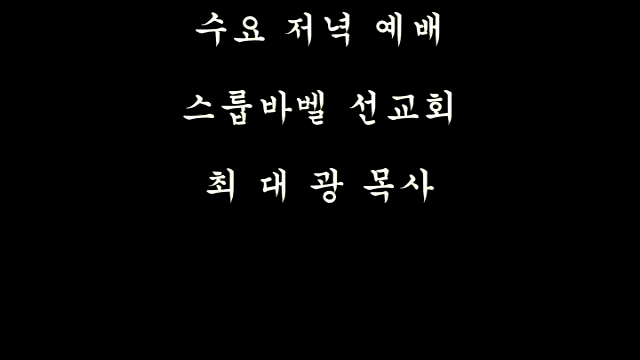 수요 저녁 예배
스룹바벨 선교회
최 대 광 목사